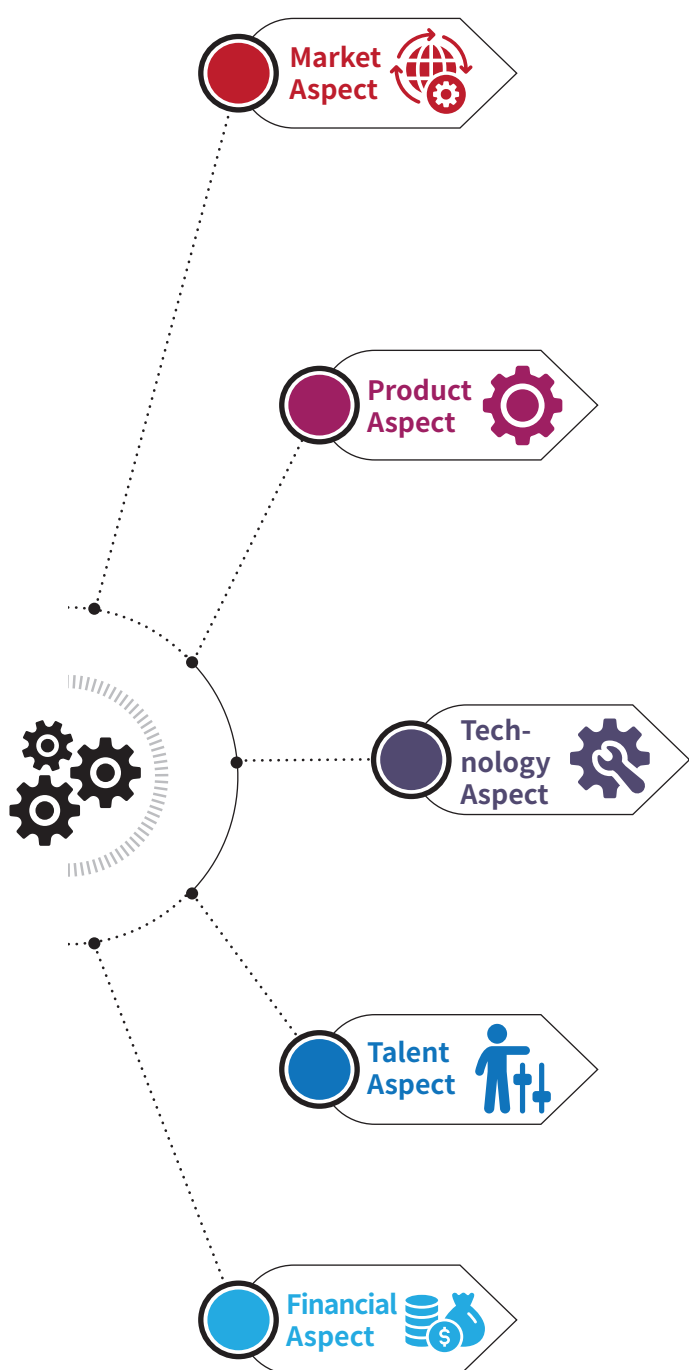 Market
Aspect
Product
Aspect
Tech-
nology
Aspect
Talent
Aspect
Financial
Aspect
$